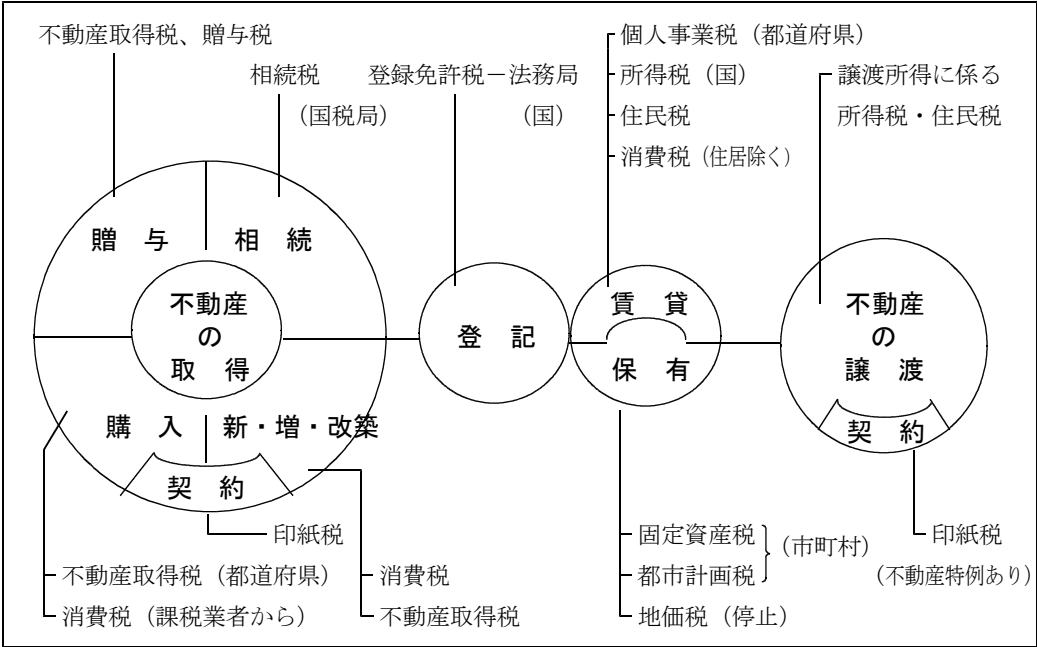 不動産取得税、贈与税
相続税
（国税局）
登録免許税－法務局
（国）
個人事業税（都道府県）
所得税（国）
住民税
消費税（住居除く）
譲渡所得に係る
所得税・住民税
贈　与
相　続
不動産
の
取　得
購　入
新・増・改築
契　約
登　記
賃　貸
保　有
不動産
の
譲　渡
契　約
印紙税
不動産取得税（都道府県）
消費税（課税業者から）
消費税
不動産取得税
固定資産税
都市計画税
（市町村）
地価税（停止）
印紙税
（不動産特例あり）